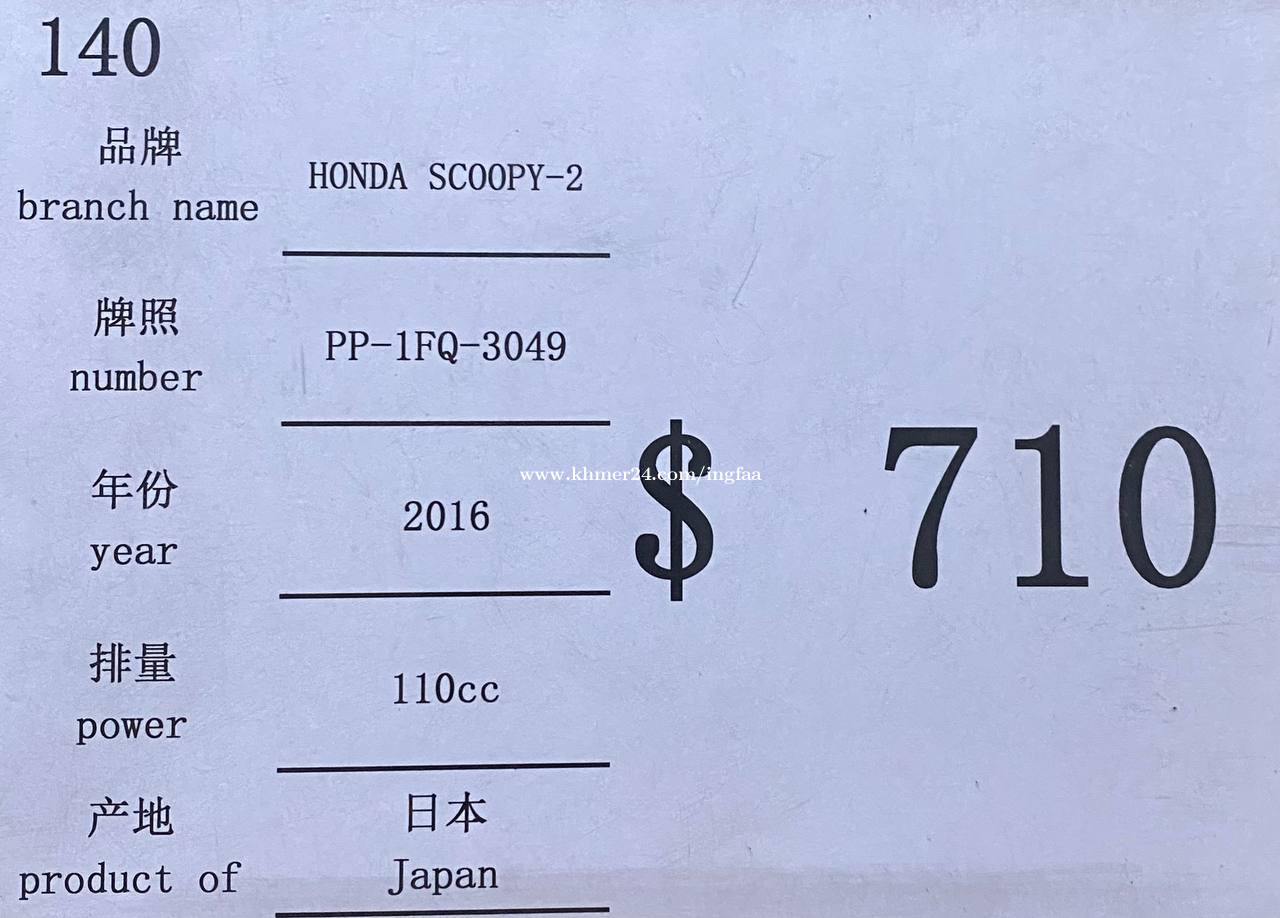 140
品牌
branch name
HONDA SCOOPY-2
牌照
number
PP-1FQ-3049
年份
year
2016
$ 710
www.khmer24.com/ingfaa
排量
power
110cc
产地
product of
日本
Japan